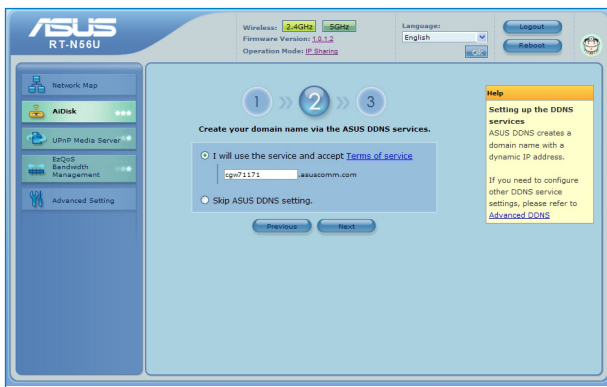 ASUS
RT-N56U
Wireless: 2.4GHz 5GHz
Firmware Version: 1.0.1.2
Operation Mode: IP Sharing
Language:
English
Logout
Reboot
Network Map
AiDisk
UPnP Media Server
EzQoS
Bandwidth
Management
Advanced Setting
1 » 2 » 3
Create your domain name via the ASUS DDNS services.
I will use the service and accept Terms of service
cgw71171 .asuscomm.com
Skip ASUS DDNS setting.
Previous Next
Help
Setting up the DDNS
services
ASUS DDNS creates a
domain name with a
dynamic IP address.
If you need to configure
other DDNS service
settings, please refer to
Advanced DDNS